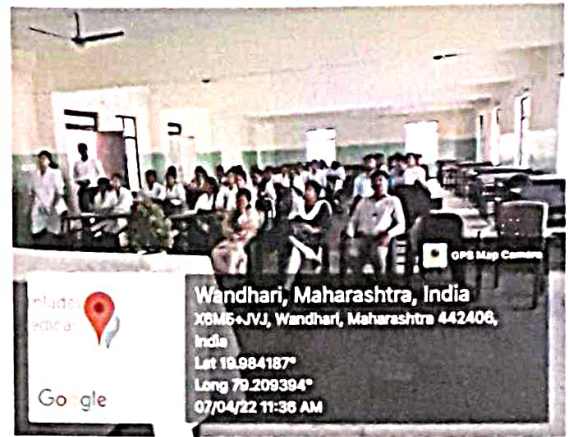 GPS Map Camera
Wandhari, Maharashtra, India
X6M5+JVJ, Wandhari, Maharashtra 442406,
India
Lat 19.984187°
Long 79.209394°
07/04/22 11:36 AM
Google